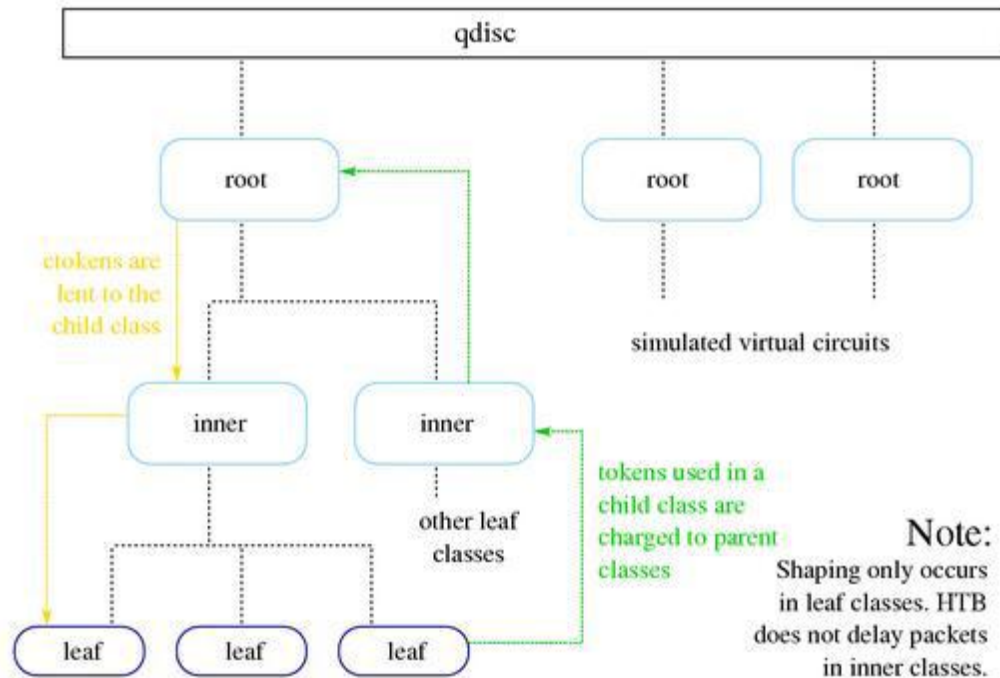 qdisc
root
root
root
ctokens are
lent to the
child class
simulated virtual circuits
inner
inner
other leaf
classes
tokens used in a
child class are
charged to parent
classes
Note:
Shaping only occurs
in leaf classes. HTB
does not delay packets
in inner classes.
leaf
leaf
leaf